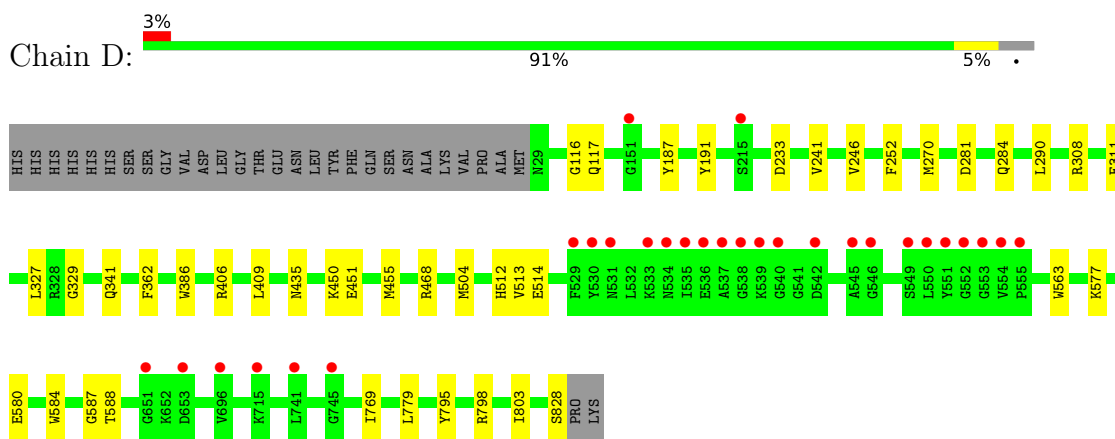 3%
Chain D:
91% 5% •
HIS HIS HIS HIS HIS HIS SER SER GLY VAL ASP LEU GLY THR GLU ASN LEU TYR PHE GLN SER ASN ALA LYS VAL PRO ALA MET N29 G116 Q117 G151 Y187 Y191 S215 D233 V241 V246 F252 M270 D281 Q284 L290 R308 E311
L327 R328 G329 Q341 F362 W386 R406 L409 N435 K450 E451 M455 R468 M504 H512 V513 E514 F529 Y530 N531 L532 K533 N534 I535 E536 A537 G538 K539 G540 G541 D542 A545 G546 S549 L550 Y551 G552 G553 V554 P555 W563 K577
E580 W584 G587 T588 G651 K652 D653 V696 K715 L741 G745 I769 L779 Y795 R798 I803 S828 PRO LYS